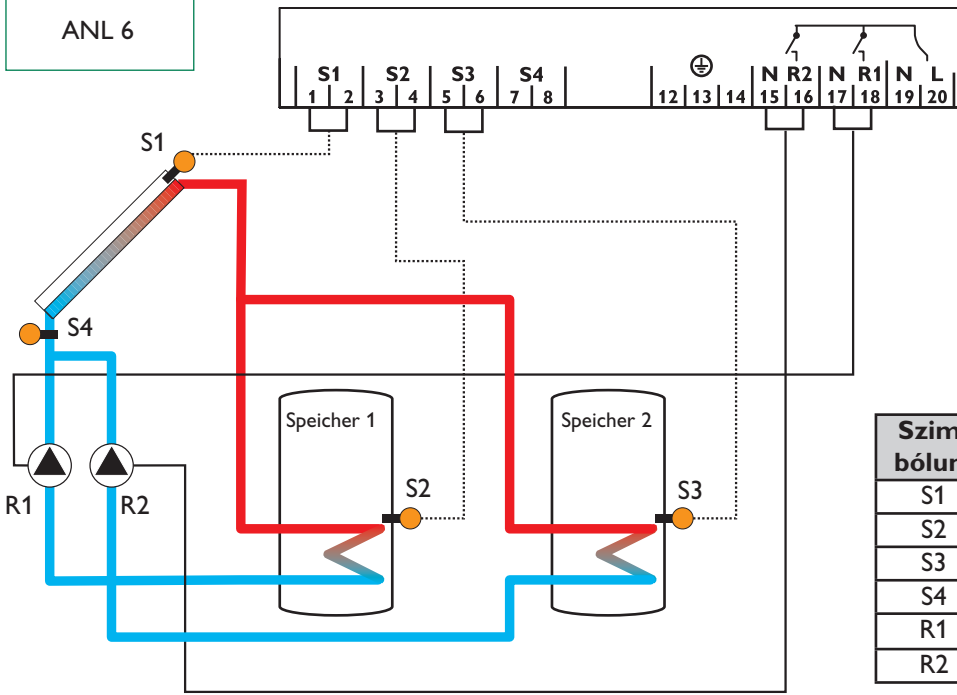 ANL 6
S1 S2 S3 S4 N R2 N R1 N L
1 2 3 4 5 6 7 8 12 13 14 15 16 17 18 19 20
S1
S4
Speicher 1
Speicher 2
S2
S3
R1
R2
Szim
bólum
S1
S2
S3
S4
R1
R2